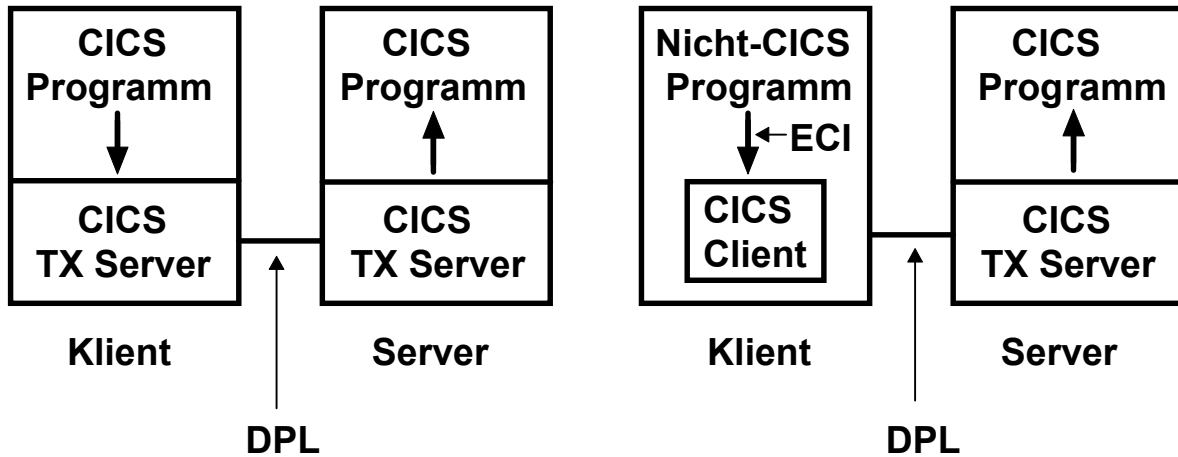 CICS
Programm
CICS
TX Server
Klient
CICS
Programm
CICS
TX Server
Server
DPL
Nicht-CICS
Programm
ECI
CICS
Client
Klient
CICS
Programm
CICS
TX Server
Server
DPL